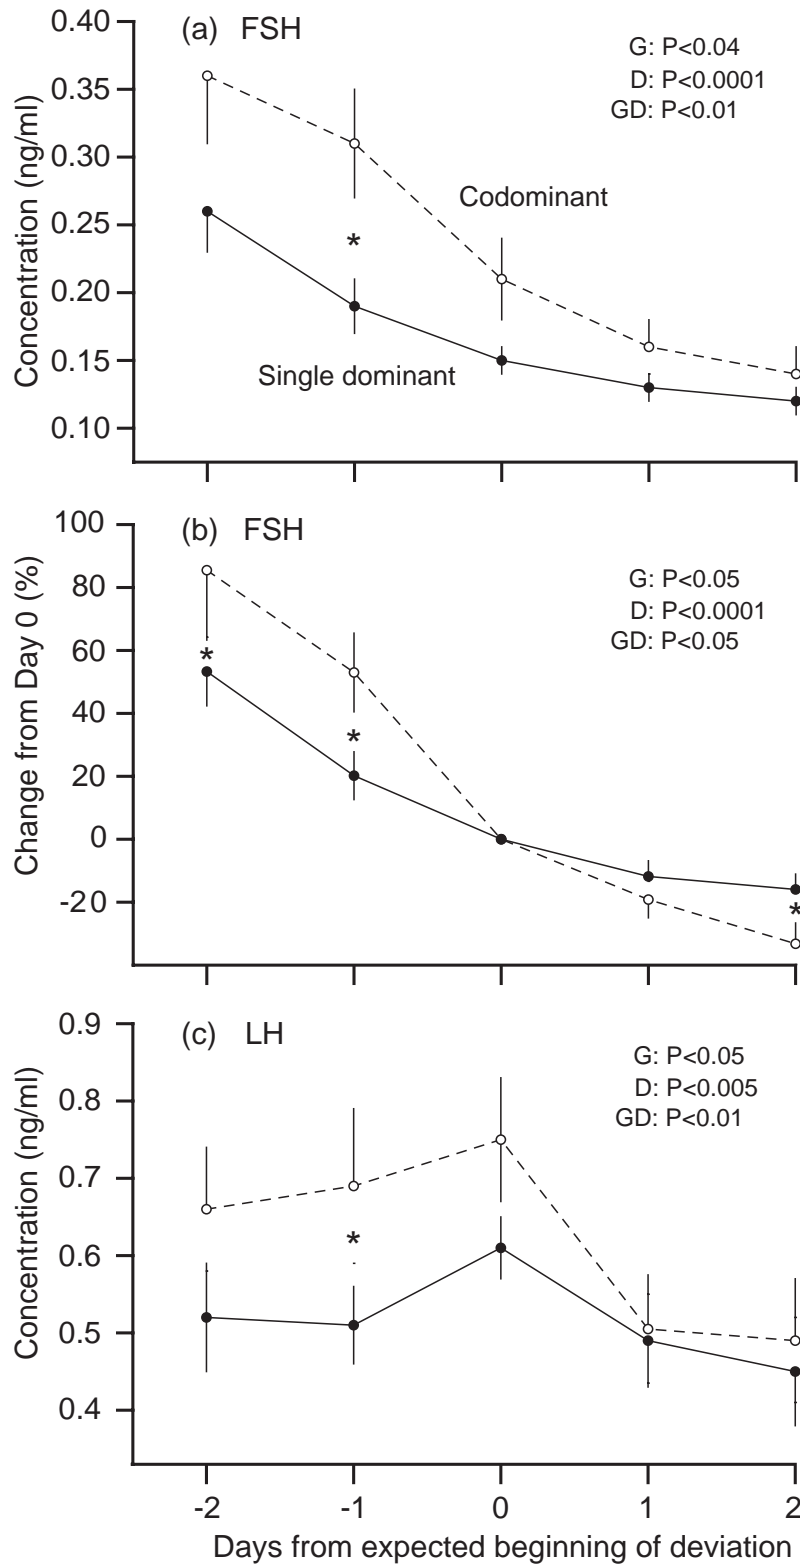 (a) FSH
G: P<0.04
D: P<0.0001
GD: P<0.01
0.40
0.35
0.30
0.25
0.20
0.15
0.10
Concentration (ng/ml)
Codominant
*
Single dominant
(b) FSH
G: P<0.05
D: P<0.0001
GD: P<0.05
100
80
60
40
20
0
-20
Change from Day 0 (%)
*
*
*
(c) LH
G: P<0.05
D: P<0.005
GD: P<0.01
0.9
0.8
0.7
0.6
0.5
0.4
Concentration (ng/ml)
*
-2 -1 0 1 2
Days from expected beginning of deviation